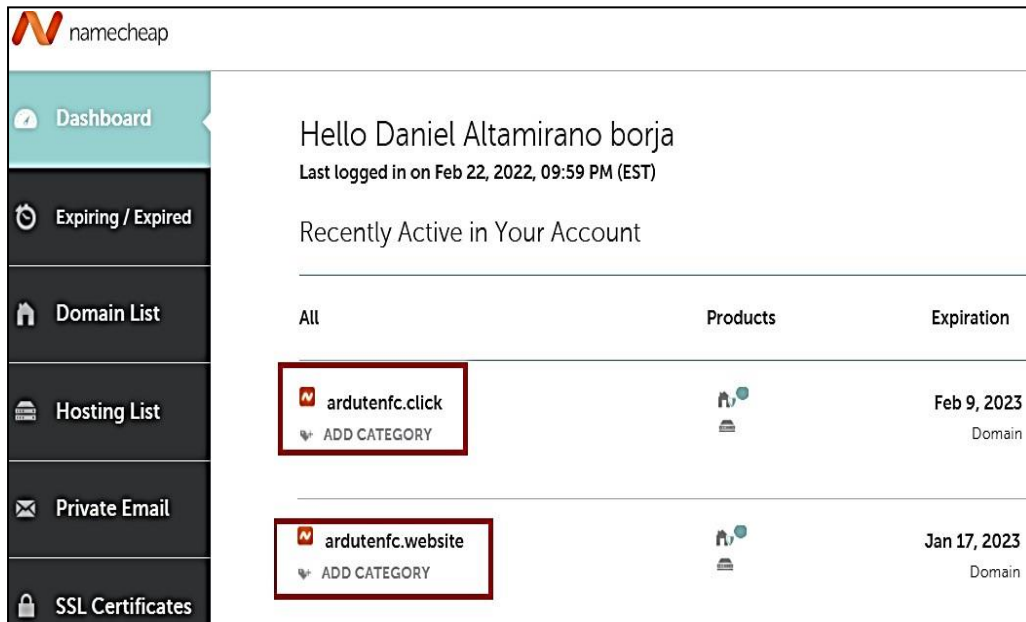 namecheap
Dashboard
Expiring / Expired
Domain List
Hosting List
Private Email
SSL Certificates
Hello Daniel Altamirano borja
Last logged in on Feb 22, 2022, 09:59 PM (EST)
Recently Active in Your Account
All Products Expiration
ardutenfc.click Feb 9, 2023
ADD CATEGORY Domain
ardutenfc.website Jan 17, 2023
ADD CATEGORY Domain